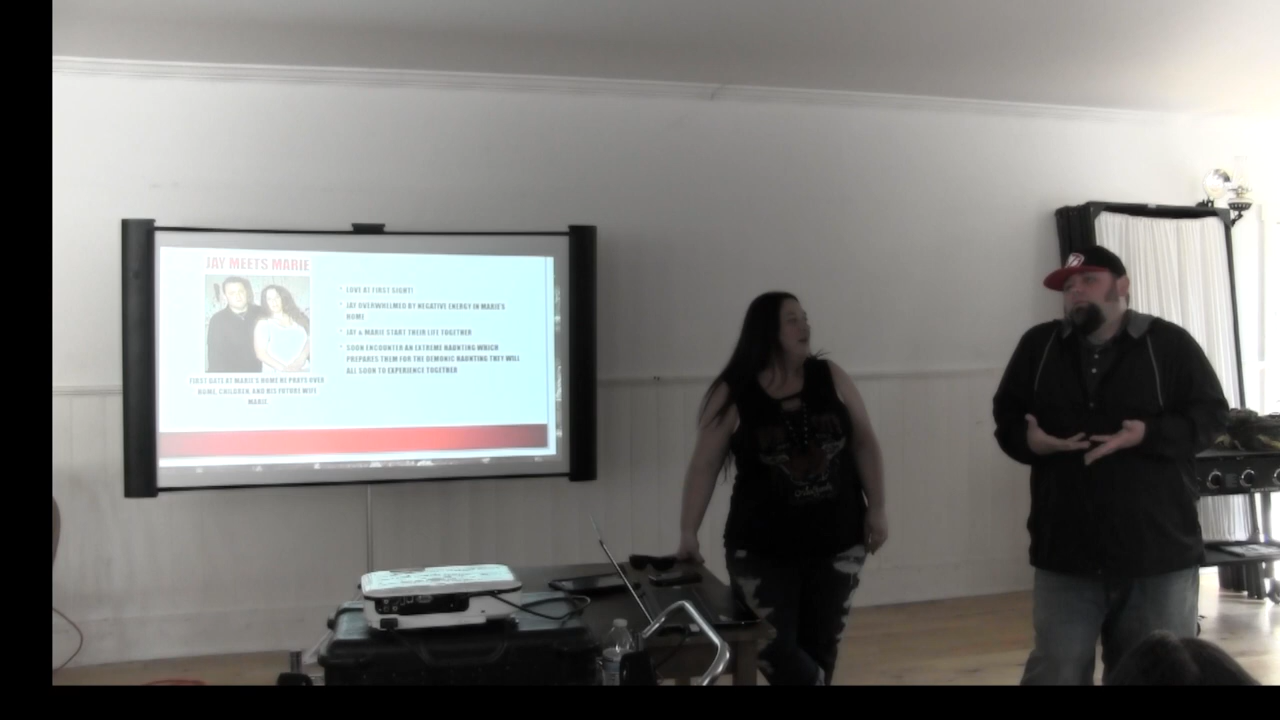 JAY MEETS MARIE
FIRST DATE AT MARIE'S HOME HE PRAYS OVER
HOME, CHILDREN, AND HIS FUTURE WIFE
MARIE.
• LOVE AT FIRST SIGHT!
• JAY OVERWHELMED BY NEGATIVE ENERGY IN MARIE'S
HOME
• JAY & MARIE START THEIR LIFE TOGETHER
• SOON ENCOUNTER AN EXTREME HAUNTING WHICH
PREPARES THEM FOR THE DEMONIC HAUNTING THEY WILL
ALL SOON TO EXPERIENCE TOGETHER